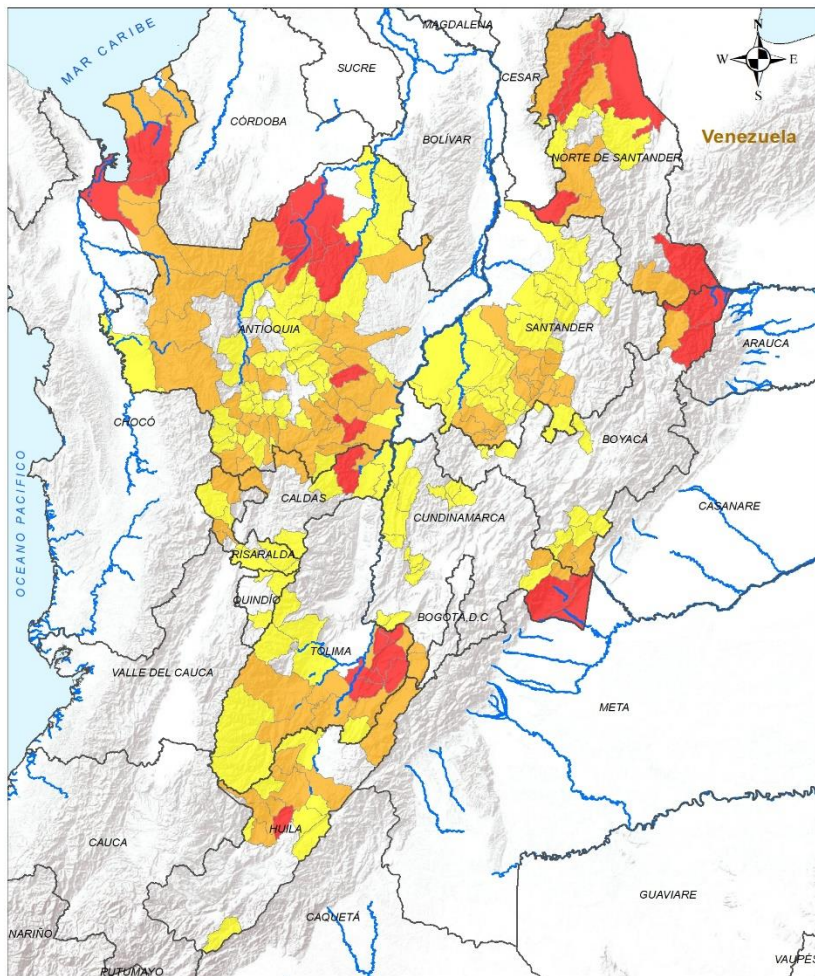 MAGDALENA
N
MAR CARIBE
SUCRE
CESAR
W
E
S
CÓRDOBA
BOLÍVAR
Venezuela
NORTE DE SANTANDER
ANTIOQUIA
SANTANDER
ARAUCA
CHOCÓ
BOYACÁ
OCEANO PACIFICO
CALDAS
CUNDINAMARCA
CASANARE
RISARALDA
QUINDÍO
BOGOTÁ, D.C
TOLIMA
VALLE DEL CAUCA
META
HUILA
CAUCA
GUAVIARE
CAQUETÁ
NARIÑO
PUTUMAYO
VAUPÉS